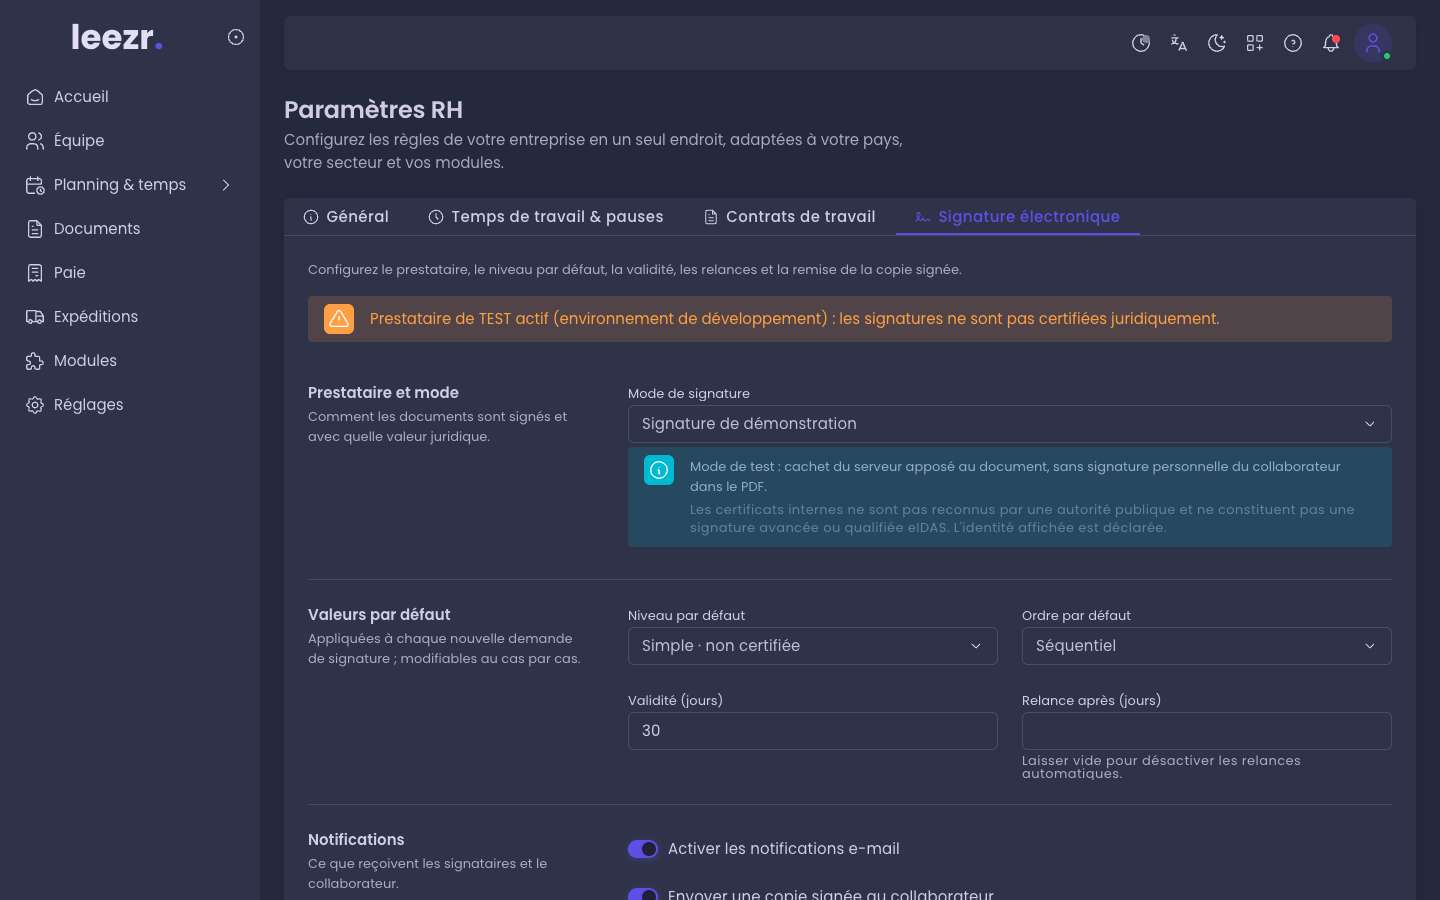 leezr.
Accueil
Équipe
Planning & temps
Documents
Paie
Expéditions
Modules
Réglages
Paramètres RH
Configurez les règles de votre entreprise en un seul endroit, adaptées à votre pays,
votre secteur et vos modules.
Général
Temps de travail & pauses
Contrats de travail
Signature électronique
Configurez le prestataire, le niveau par défaut, la validité, les relances et la remise de la copie signée.
Prestataire de TEST actif (environnement de développement) : les signatures ne sont pas certifiées juridiquement.
Prestataire et mode
Comment les documents sont signés et
avec quelle valeur juridique.
Mode de signature
Signature de démonstration
Mode de test : cachet du serveur apposé au document, sans signature personnelle du collaborateur
dans le PDF.
Les certificats internes ne sont pas reconnus par une autorité publique et ne constituent pas une
signature avancée ou qualifiée eIDAS. L'identité affichée est déclarée.
Valeurs par défaut
Appliquées à chaque nouvelle demande
de signature ; modifiables au cas par cas.
Niveau par défaut
Simple · non certifiée
Ordre par défaut
Séquentiel
Validité (jours)
30
Relance après (jours)
Laisser vide pour désactiver les relances
automatiques.
Notifications
Ce que reçoivent les signataires et le
collaborateur.
Activer les notifications e-mail
Envoyer une copie signée au collaborateur